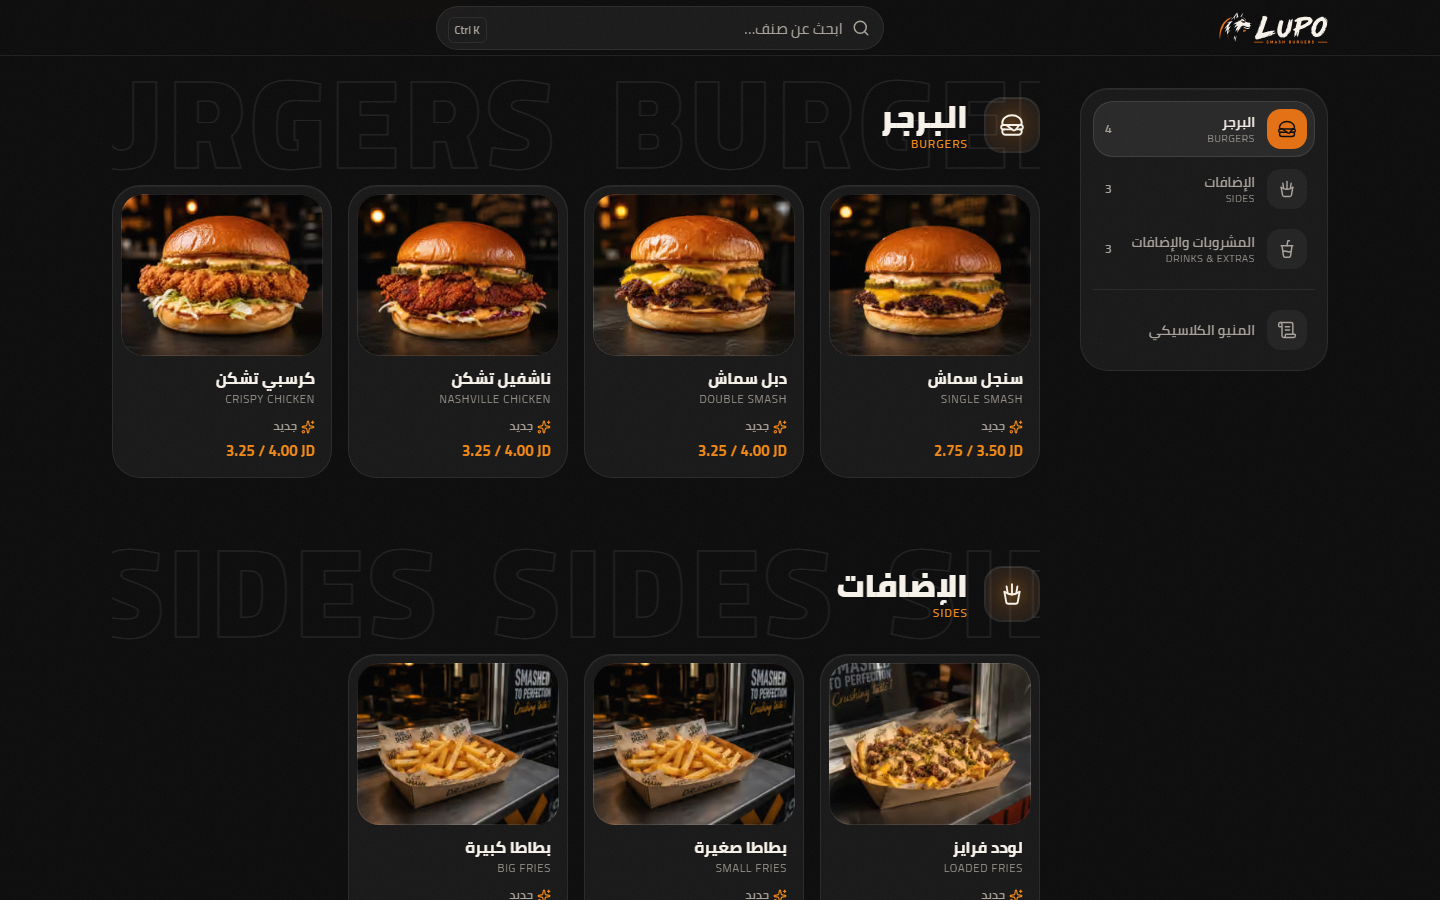 LUPO
SMASH BURGERS
ابحث عن صنف...
Ctrl K
البرجر
BURGERS
4
الإضافات
SIDES
3
المشروبات والإضافات
DRINKS & EXTRAS
3
المنيو الكلاسيكي
BURGERS
البرجر
BURGERS
سنجل سماش
SINGLE SMASH
جديد
2.75 / 3.50 JD
دبل سماش
DOUBLE SMASH
جديد
3.25 / 4.00 JD
ناشفيل تشكن
NASHVILLE CHICKEN
جديد
3.25 / 4.00 JD
كرسبي تشكن
CRISPY CHICKEN
جديد
3.25 / 4.00 JD
SIDES SIDES
الإضافات
SIDES
SMASHED
TO PERFECTION
لودد فرايز
LOADED FRIES
جديد
SMASHED
TO PERFECTION
بطاطا صغيرة
SMALL FRIES
جديد
SMASHED
TO PERFECTION
بطاطا كبيرة
BIG FRIES
جديد